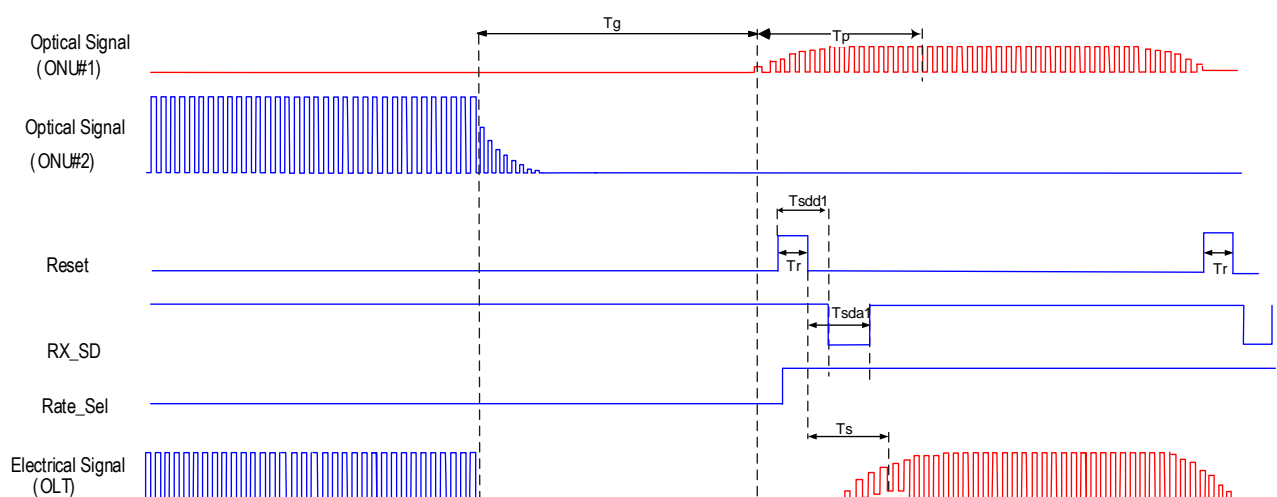 Tg
Optical Signal
(ONU#1)
Tp
Optical Signal
(ONU#2)
Tsdd1
Reset
Tr
Tr
Tsda1
RX_SD
Rate_Sel
Ts
Electrical Signal
(OLT)